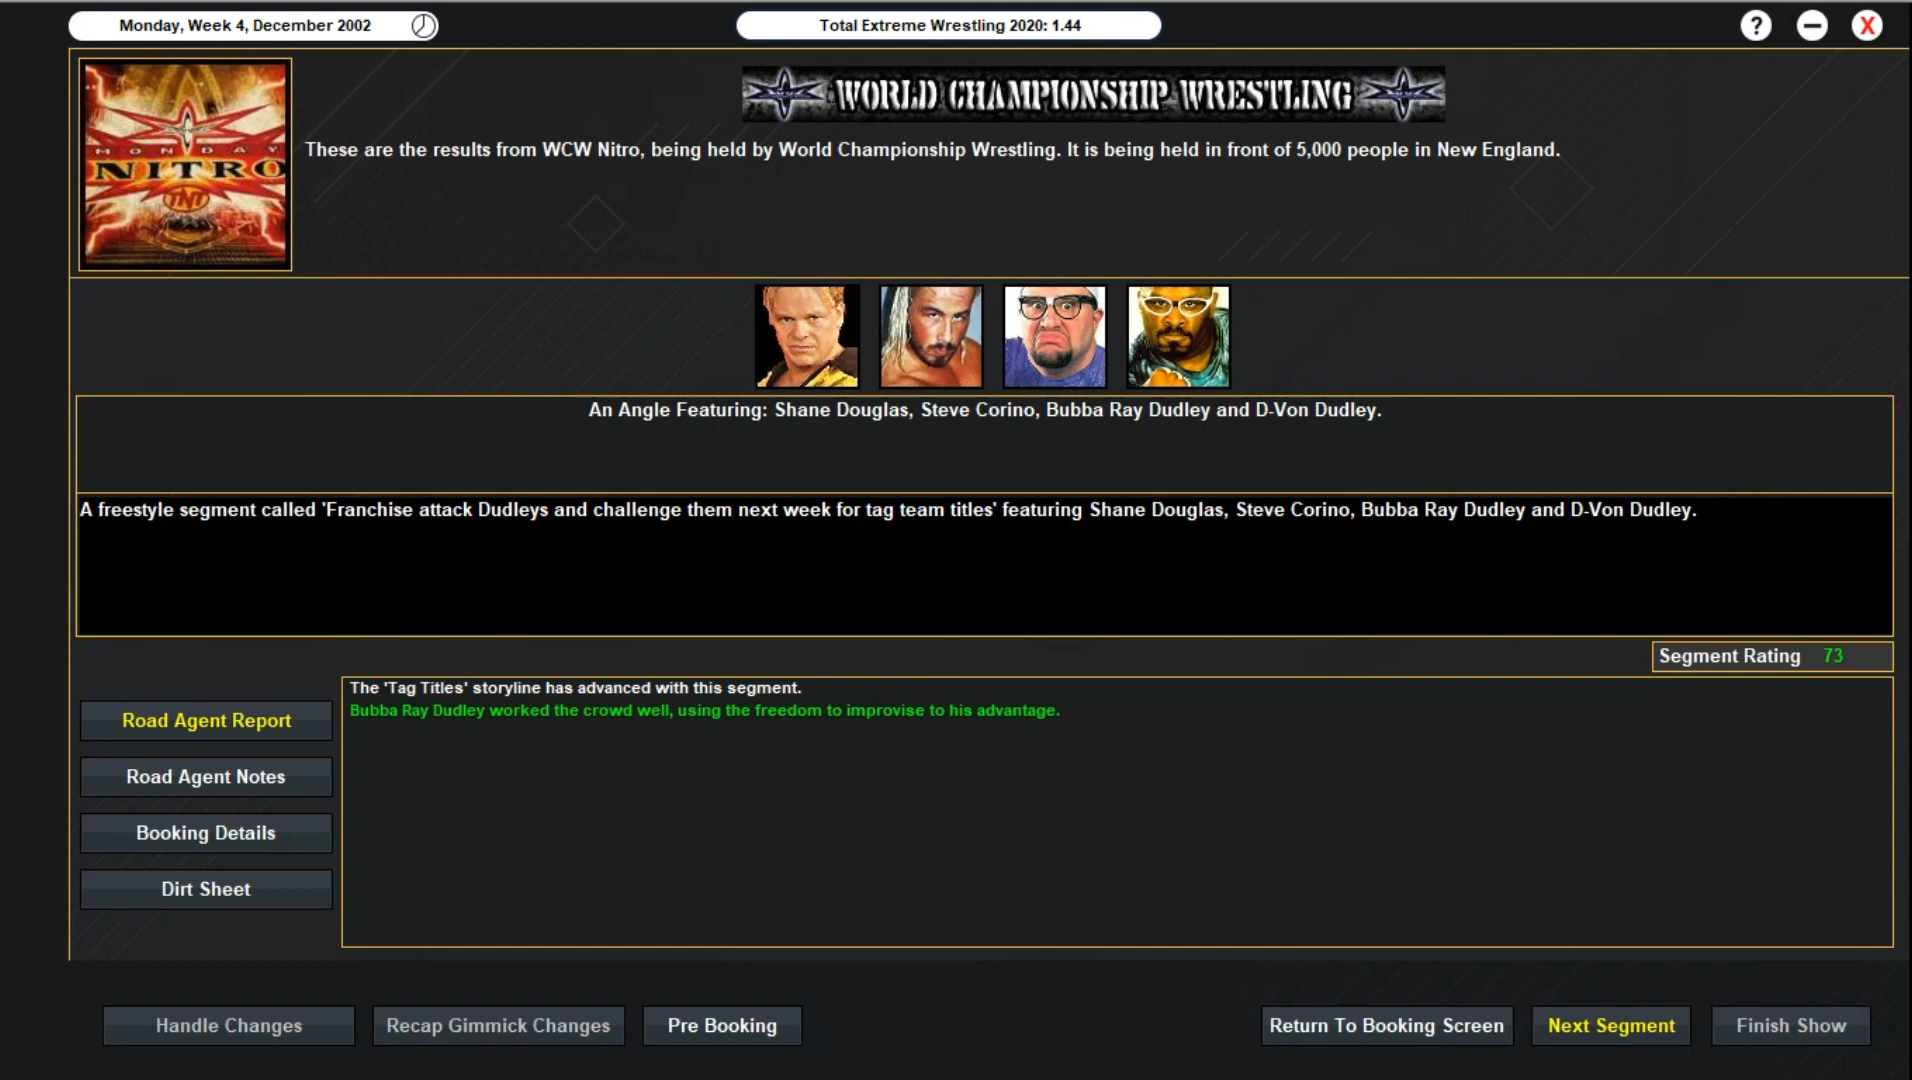 Monday, Week 4, December 2002
Total Extreme Wrestling 2020: 1.44
?
X
MONDAY
NITRO
TNT
WORLD CHAMPIONSHIP WRESTLING
These are the results from WCW Nitro, being held by World Championship Wrestling. It is being held in front of 5,000 people in New England.
An Angle Featuring: Shane Douglas, Steve Corino, Bubba Ray Dudley and D-Von Dudley.
A freestyle segment called 'Franchise attack Dudleys and challenge them next week for tag team titles' featuring Shane Douglas, Steve Corino, Bubba Ray Dudley and D-Von Dudley.
Segment Rating 73
Road Agent Report
Road Agent Notes
Booking Details
Dirt Sheet
The 'Tag Titles' storyline has advanced with this segment.
Bubba Ray Dudley worked the crowd well, using the freedom to improvise to his advantage.
Handle Changes
Recap Gimmick Changes
Pre Booking
Return To Booking Screen
Next Segment
Finish Show